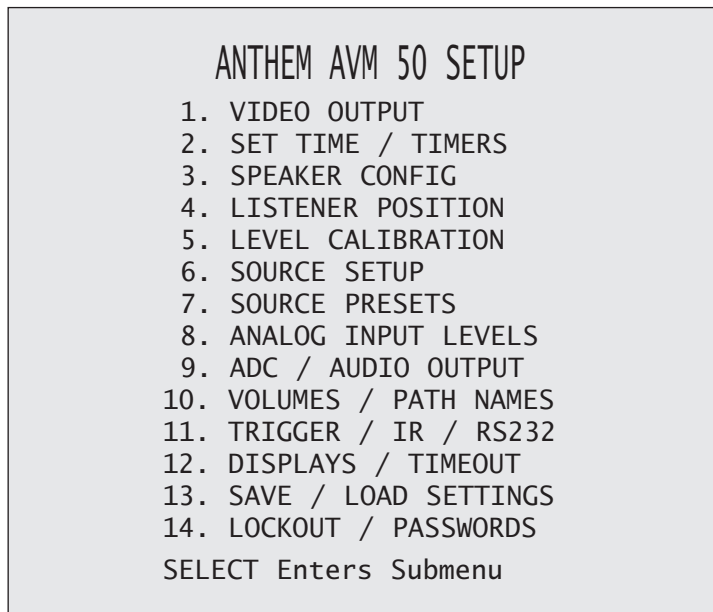 ANTHEM AVM 50 SETUP
1. VIDEO OUTPUT
2. SET TIME / TIMERS
3. SPEAKER CONFIG
4. LISTENER POSITION
5. LEVEL CALIBRATION
6. SOURCE SETUP
7. SOURCE PRESETS
8. ANALOG INPUT LEVELS
9. ADC / AUDIO OUTPUT
10. VOLUMES / PATH NAMES
11. TRIGGER / IR / RS232
12. DISPLAYS / TIMEOUT
13. SAVE / LOAD SETTINGS
14. LOCKOUT / PASSWORDS
SELECT Enters Submenu